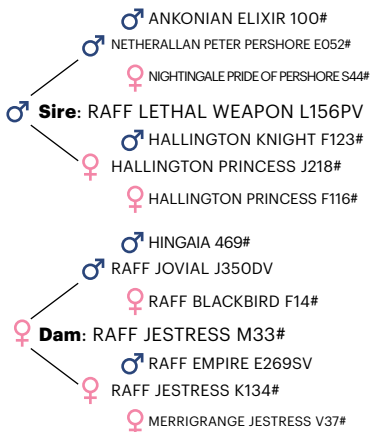 ANKONIAN ELIXIR 100#
NETHERALLAN PETER PERSHORE E052#
NIGHTINGALE PRIDE OF PERSHORE S44#
Sire: RAFF LETHAL WEAPON L156PV
HALLINGTON KNIGHT F123#
HALLINGTON PRINCESS J218#
HALLINGTON PRINCESS F116#
HINGAIA 469#
RAFF JOVIAL J350DV
RAFF BLACKBIRD F14#
Dam: RAFF JESTRESS M33#
RAFF EMPIRE E269SV
RAFF JESTRESS K134#
MERRIGRANGE JESTRESS V37#